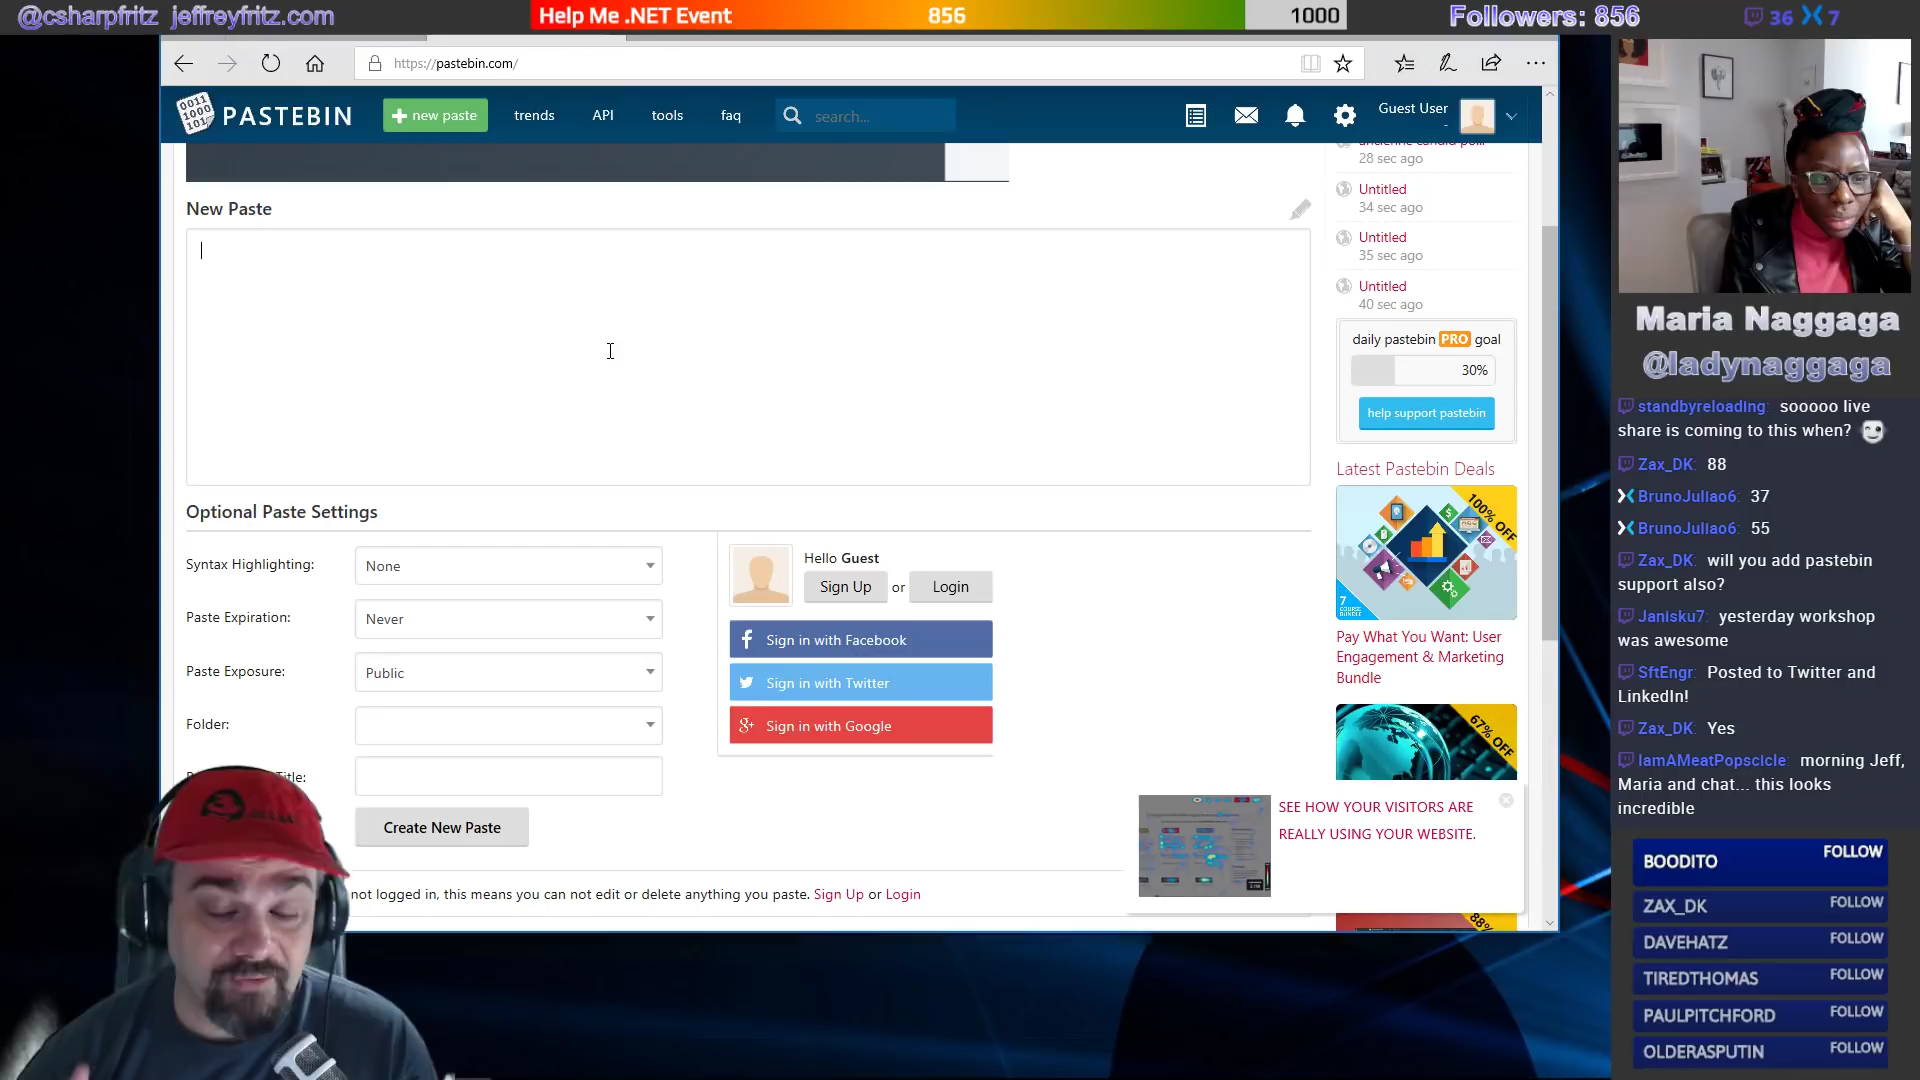 @csharpfritz jeffreyfritz.com
Help Me .NET Event 856 1000
Followers: 856
36 7
https://pastebin.com/
0011
1000
101
PASTEBIN
+ new paste
trends
API
tools
faq
search...
Guest User
-
28 sec ago
New Paste
Untitled
34 sec ago
Untitled
35 sec ago
Untitled
40 sec ago
daily pastebin PRO goal
30%
help support pastebin
Latest Pastebin Deals
100% OFF
7
COURSE
BUNDLE
Pay What You Want: User
Engagement & Marketing
Bundle
67% OFF
88%
Optional Paste Settings
Syntax Highlighting: None
Paste Expiration: Never
Paste Exposure: Public
Folder:
Title:
Create New Paste
Hello Guest
Sign Up or Login
Sign in with Facebook
Sign in with Twitter
Sign in with Google
not logged in, this means you can not edit or delete anything you paste. Sign Up or Login
SEE HOW YOUR VISITORS ARE
REALLY USING YOUR WEBSITE.
Maria Naggaga
@ladynaggaga
standbyreloading: sooooo live
share is coming to this when?
Zax_DK: 88
BrunoJuliao6: 37
BrunoJuliao6: 55
Zax_DK: will you add pastebin
support also?
Janisku7: yesterday workshop
was awesome
SftEngr: Posted to Twitter and
LinkedIn!
Zax_DK: Yes
IamAMeatPopscicle: morning Jeff,
Maria and chat... this looks
incredible
BOODITO FOLLOW
ZAX_DK FOLLOW
DAVEHATZ FOLLOW
TIREDTHOMAS FOLLOW
PAULPITCHFORD FOLLOW
OLDERASPUTIN FOLLOW